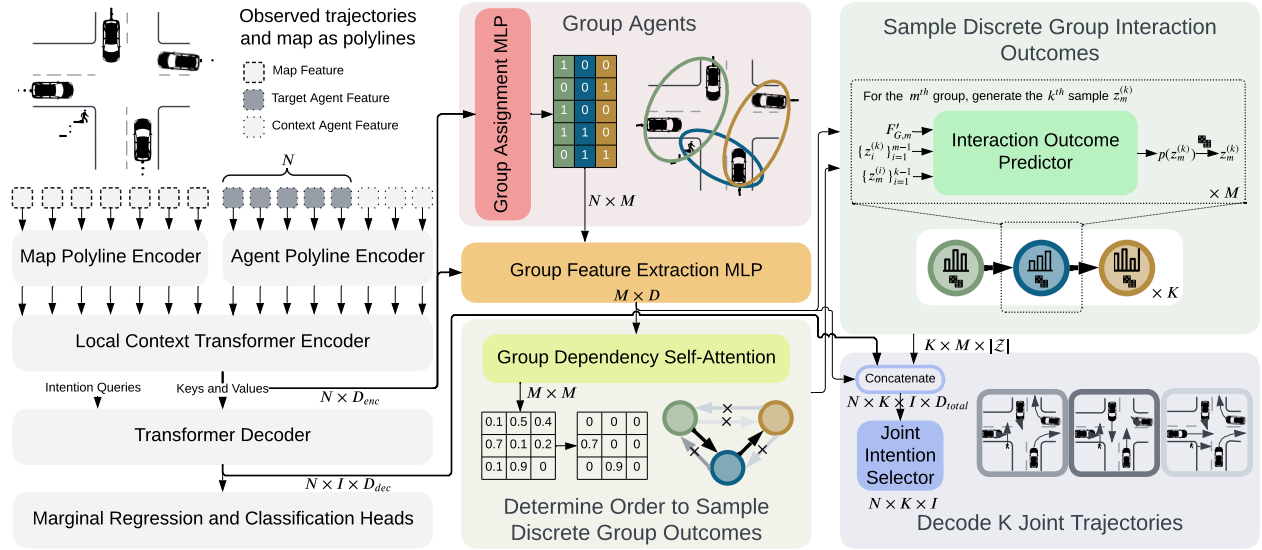 Observed trajectories
and map as polylines
Map Feature
Target Agent Feature
Context Agent Feature
N
Map Polyline Encoder
Agent Polyline Encoder
Local Context Transformer Encoder
Intention Queries
Keys and Values
N × D_enc
Transformer Decoder
N × I × D_dec
Marginal Regression and Classification Heads
Group Agents
Group Assignment MLP
1 0 0
0 0 1
1 0 0
1 1 0
0 1 1
N × M
Group Feature Extraction MLP
M × D
Group Dependency Self-Attention
M × M
0.1 0.5 0.4
0.7 0.1 0.2
0.1 0.9 0
0 0 0
0.7 0 0
0 0.9 0
Determine Order to Sample
Discrete Group Outcomes
Sample Discrete Group Interaction
Outcomes
For the m^th group, generate the k^th sample z_m^(k)
F'_G,m
{z_i^(k)}_i=1^m−1
{z_m^(i)}_i=1^k−1
Interaction Outcome
Predictor
p(z_m^(k))
z_m^(k)
× M
× K
K × M × |𝒵|
Concatenate
N × K × I × D_total
Joint
Intention
Selector
N × K × I
Decode K Joint Trajectories